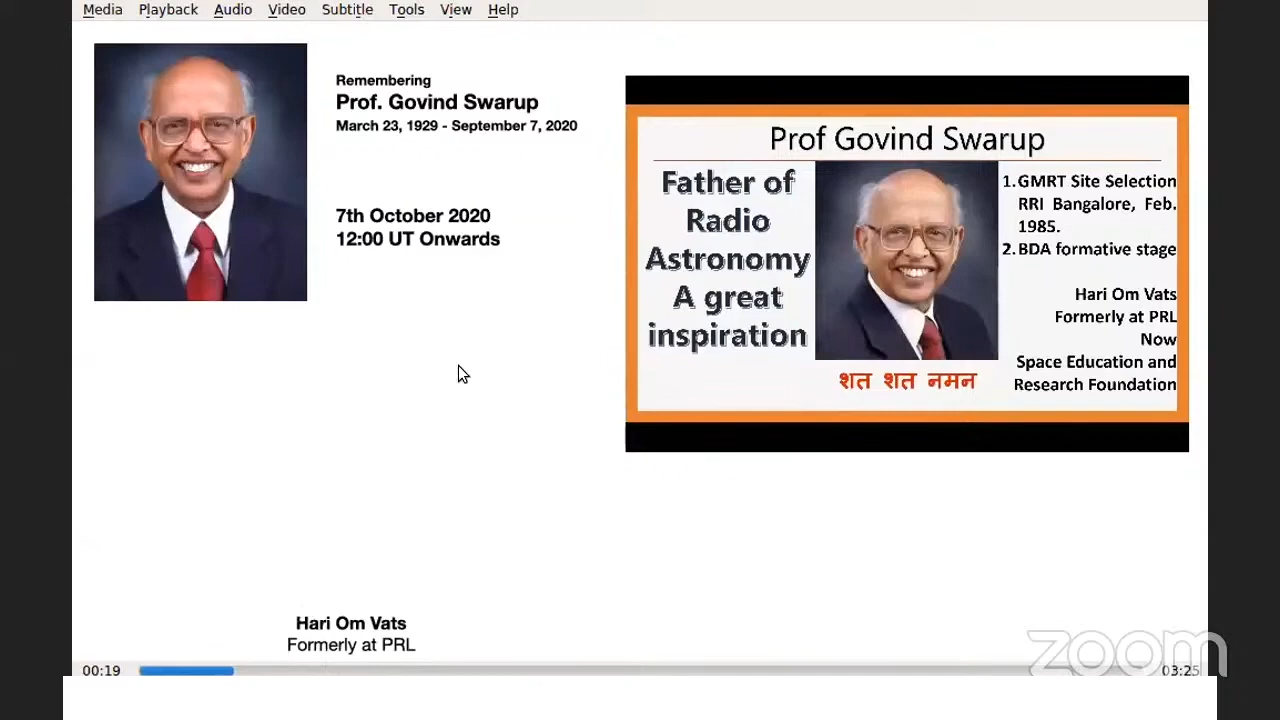 Media Playback Audio Video Subtitle Tools View Help
Remembering
Prof. Govind Swarup
March 23, 1929 - September 7, 2020
7th October 2020
12:00 UT Onwards
Prof Govind Swarup
Father of
Radio
Astronomy
A great
inspiration
1. GMRT Site Selection
RRI Bangalore, Feb.
1985.
2. BDA formative stage
Hari Om Vats
Formerly at PRL
Now
Space Education and
Research Foundation
शत शत नमन
Hari Om Vats
Formerly at PRL
zoom
00:19
03:25